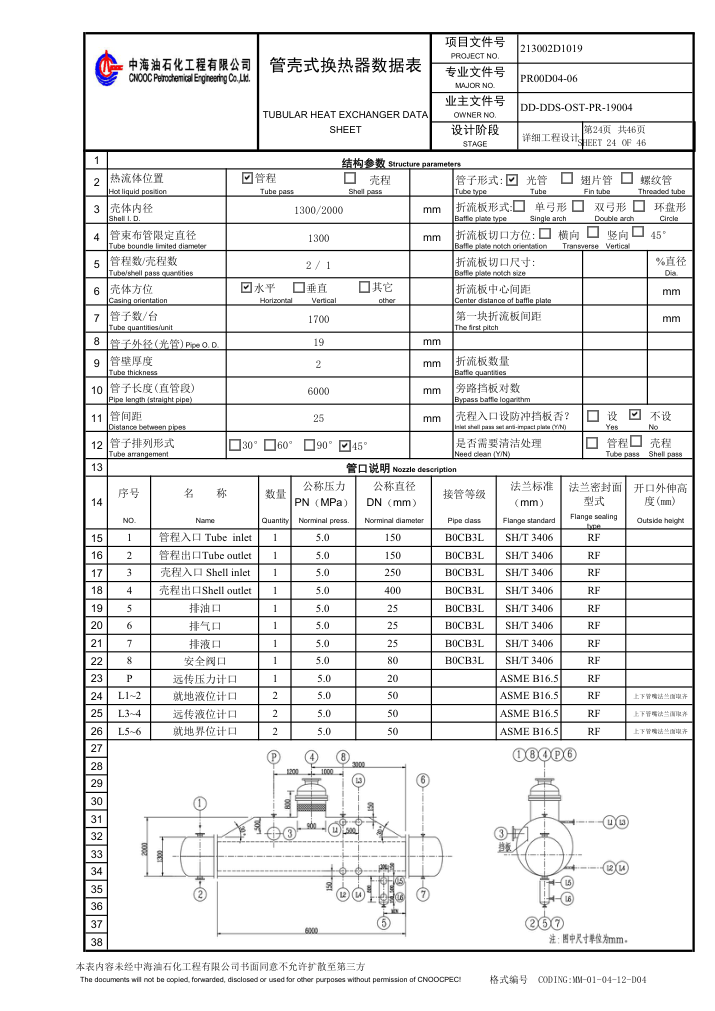 中海油石化工程有限公司
CNOOC Petrochemical Engineering Co.,Ltd.
管壳式换热器数据表
TUBULAR HEAT EXCHANGER DATA
SHEET
项目文件号 213002D1019
PROJECT NO.
专业文件号 PR00D04-06
MAJOR NO.
业主文件号 DD-DDS-OST-PR-19004
OWNER NO.
设计阶段 详细工程设计 第24页 共46页
STAGE SHEET 24 OF 46
1 结构参数 Structure parameters
2 热流体位置 管程 壳程 管子形式: 光管 翅片管 螺纹管
Hot liquid position Tube pass Shell pass Tube type Tube Fin tube Threaded tube
3 壳体内径 1300/2000 mm 折流板形式: 单弓形 双弓形 环盘形
Shell I. D. Baffle plate type Single arch Double arch Circle
4 管束布管限定直径 1300 mm 折流板切口方位: 横向 竖向 45°
Tube boundle limited diameter Baffle plate notch orientation Transverse Vertical
5 管程数/壳程数 2 / 1 折流板切口尺寸: %直径
Tube/shell pass quantities Baffle plate notch size Dia.
6 壳体方位 水平 垂直 其它 折流板中心间距 mm
Casing orientation Horizontal Vertical other Center distance of baffle plate
7 管子数/台 1700 第一块折流板间距 mm
Tube quantities/unit The first pitch
8 管子外径(光管) Pipe O. D. 19 mm
9 管壁厚度 2 mm 折流板数量
Tube thickness Baffle quantities
10 管子长度(直管段) 6000 mm 旁路挡板对数
Pipe length (straight pipe) Bypass baffle logarithm
11 管间距 25 mm 壳程入口设防冲挡板否? 设 不设
Distance between pipes Inlet shell pass set anti-impact plate (Y/N) Yes No
12 管子排列形式 30° 60° 90° 45° 是否需要清洁处理 管程 壳程
Tube arrangement Need clean (Y/N) Tube pass Shell pass
13 管口说明 Nozzle description
14 序号 名 称 数量 公称压力 PN（MPa） 公称直径 DN（mm） 接管等级 法兰标准（mm） 法兰密封面型式 开口外伸高度(mm)
NO. Name Quantity Norminal press. Norminal diameter Pipe class Flange standard Flange sealing type Outside height
15 1 管程入口 Tube inlet 1 5.0 150 B0CB3L SH/T 3406 RF
16 2 管程出口Tube outlet 1 5.0 150 B0CB3L SH/T 3406 RF
17 3 壳程入口 Shell inlet 1 5.0 250 B0CB3L SH/T 3406 RF
18 4 壳程出口Shell outlet 1 5.0 400 B0CB3L SH/T 3406 RF
19 5 排油口 1 5.0 25 B0CB3L SH/T 3406 RF
20 6 排气口 1 5.0 25 B0CB3L SH/T 3406 RF
21 7 排液口 1 5.0 25 B0CB3L SH/T 3406 RF
22 8 安全阀口 1 5.0 80 B0CB3L SH/T 3406 RF
23 P 远传压力计口 1 5.0 20 ASME B16.5 RF
24 L1~2 就地液位计口 2 5.0 50 ASME B16.5 RF 上下管嘴法兰面取齐
25 L3~4 远传液位计口 2 5.0 50 ASME B16.5 RF 上下管嘴法兰面取齐
26 L5~6 就地界位计口 2 5.0 50 ASME B16.5 RF 上下管嘴法兰面取齐
27
28
29
30
31
32
33
34
35
36
37
38
P 4 8
1200 1000 3000
L3 6
1 600 150
500 3 900 L1 500
2000 1300
150
2 L2 L4 L5 L6 7
5
6000
1 8 4 P 6
L1 L3
3
挡板
L2 L4
L5
L6
2 5 7
注: 图中尺寸单位为mm。
本表内容未经中海油石化工程有限公司书面同意不允许扩散至第三方
The documents will not be copied, forwarded, disclosed or used for other purposes without permission of CNOOCPEC!
格式编号 CODING:MM-01-04-12-D04